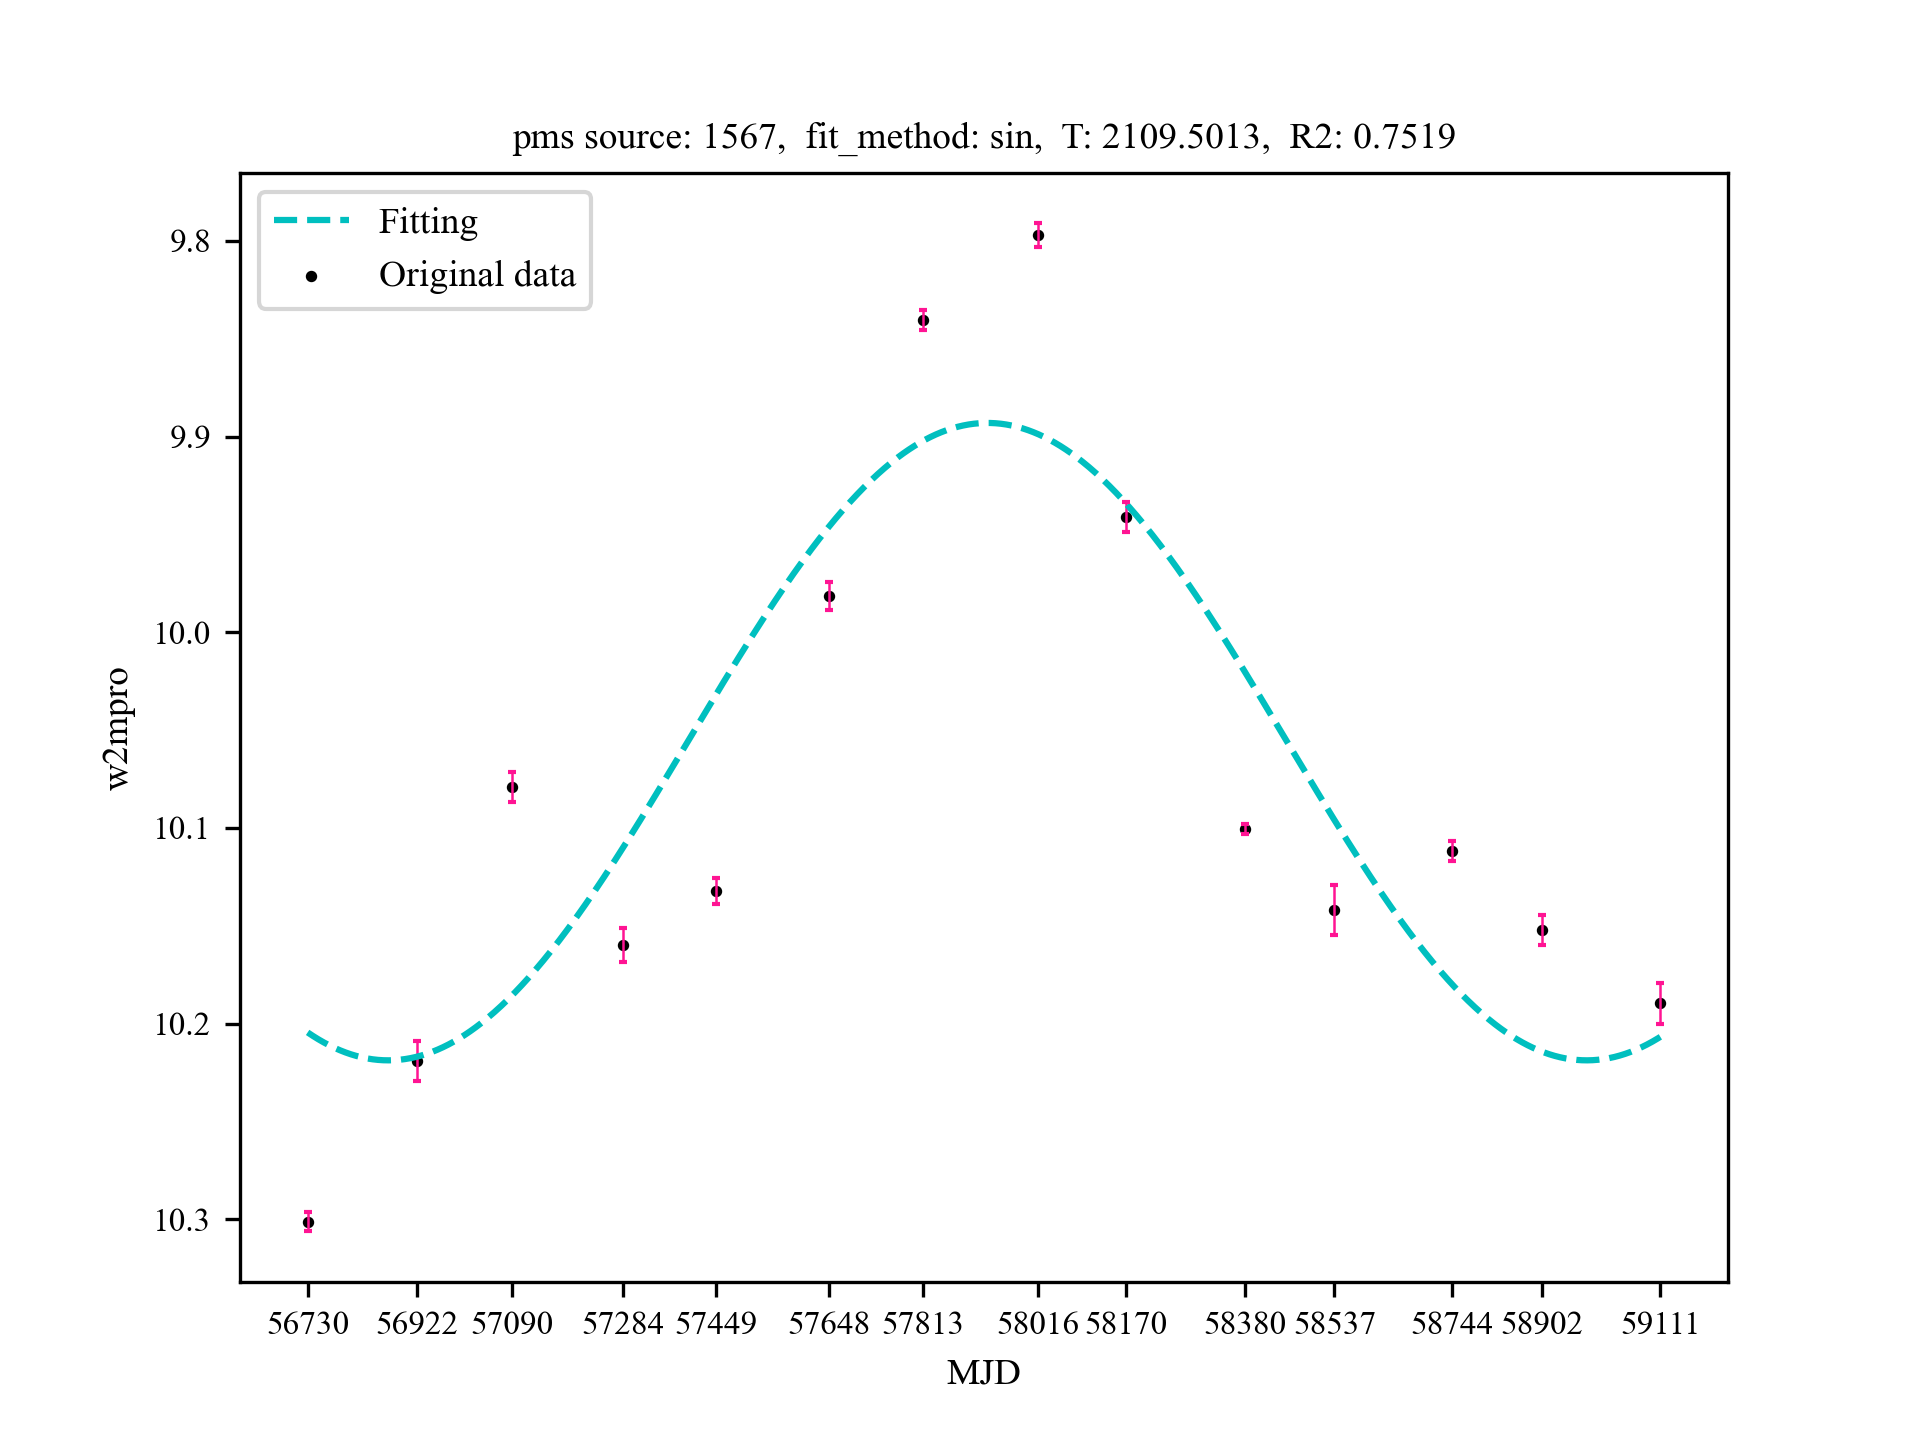 pms source: 1567,  fit_method: sin,  T: 2109.5013,  R2: 0.7519
Fitting
Original data
9.8
9.9
10.0
10.1
10.2
10.3
w2mpro
56730 56922 57090 57284 57449 57648 57813 58016 58170 58380 58537 58744 58902 59111
MJD